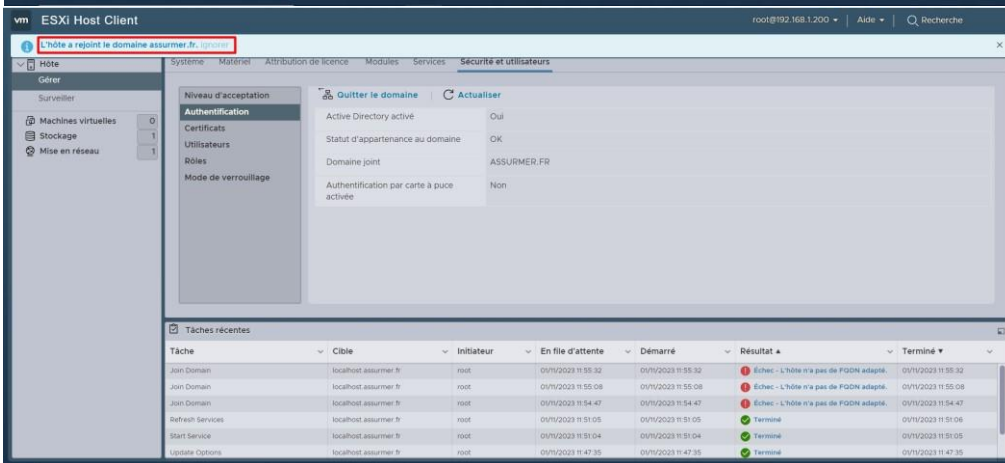 vm ESXi Host Client root@192.168.1.200 Aide Recherche
L'hôte a rejoint le domaine assurmer.fr. Ignorer
Hôte
Gérer
Surveiller
Machines virtuelles 0
Stockage 1
Mise en réseau 1
Système Matériel Attribution de licence Modules Services Sécurité et utilisateurs
Niveau d'acceptation
Authentification
Certificats
Utilisateurs
Rôles
Mode de verrouillage
Quitter le domaine Actualiser
Active Directory activé Oui
Statut d'appartenance au domaine OK
Domaine joint ASSURMER.FR
Authentification par carte à puce Non
activée
Tâches récentes
Tâche Cible Initiateur En file d'attente Démarré Résultat ▲ Terminé ▼
Join Domain localhost.assurmer.fr root 01/11/2023 11:55:32 01/11/2023 11:55:32 Échec - L'hôte n'a pas de FQDN adapté. 01/11/2023 11:55:32
Join Domain localhost.assurmer.fr root 01/11/2023 11:55:08 01/11/2023 11:55:08 Échec - L'hôte n'a pas de FQDN adapté. 01/11/2023 11:55:08
Join Domain localhost.assurmer.fr root 01/11/2023 11:54:47 01/11/2023 11:54:47 Échec - L'hôte n'a pas de FQDN adapté. 01/11/2023 11:54:47
Refresh Services localhost.assurmer.fr root 01/11/2023 11:51:05 01/11/2023 11:51:05 Terminé 01/11/2023 11:51:06
Start Service localhost.assurmer.fr root 01/11/2023 11:51:04 01/11/2023 11:51:04 Terminé 01/11/2023 11:51:05
Update Options localhost.assurmer.fr root 01/11/2023 11:47:35 01/11/2023 11:47:35 Terminé 01/11/2023 11:47:35